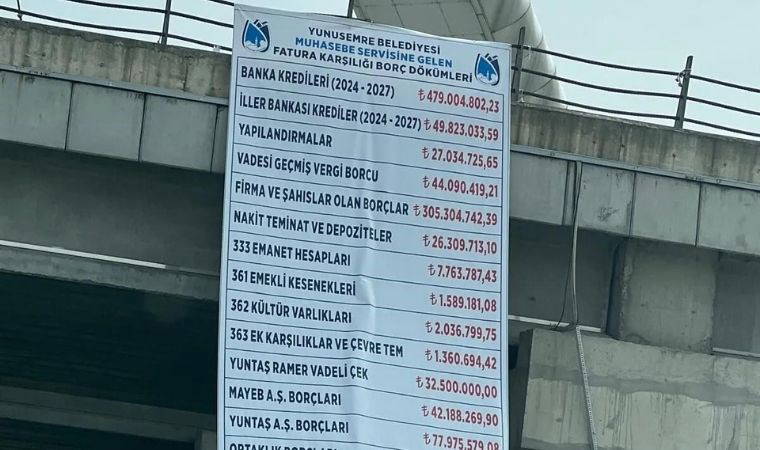 YUNUSEMRE BELEDİYESİ
MUHASEBE SERVİSİNE GELEN
FATURA KARŞILIĞI BORÇ DÖKÜMLERİ
BANKA KREDİLERİ (2024 - 2027) ₺479.004.802,23
İLLER BANKASI KREDİLER (2024 - 2027) ₺49.823.033,59
YAPILANDIRMALAR ₺27.034.725,65
VADESİ GEÇMİŞ VERGİ BORCU ₺44.090.419,21
FİRMA VE ŞAHISLAR OLAN BORÇLAR ₺305.304.742,39
NAKİT TEMİNAT VE DEPOZİTELER ₺26.309.713,10
333 EMANET HESAPLARI ₺7.763.787,43
361 EMEKLİ KESENEKLERİ ₺1.589.181,08
362 KÜLTÜR VARLIKLARI ₺2.036.799,75
363 EK KARŞILIKLAR VE ÇEVRE TEM ₺1.360.694,42
YUNTAŞ RAMER VADELİ ÇEK ₺32.500.000,00
MAYEB A.Ş. BORÇLARI ₺42.188.269,90
YUNTAŞ A.Ş. BORÇLARI ₺77.975.579,08
ORTAKLIK BORÇLARI